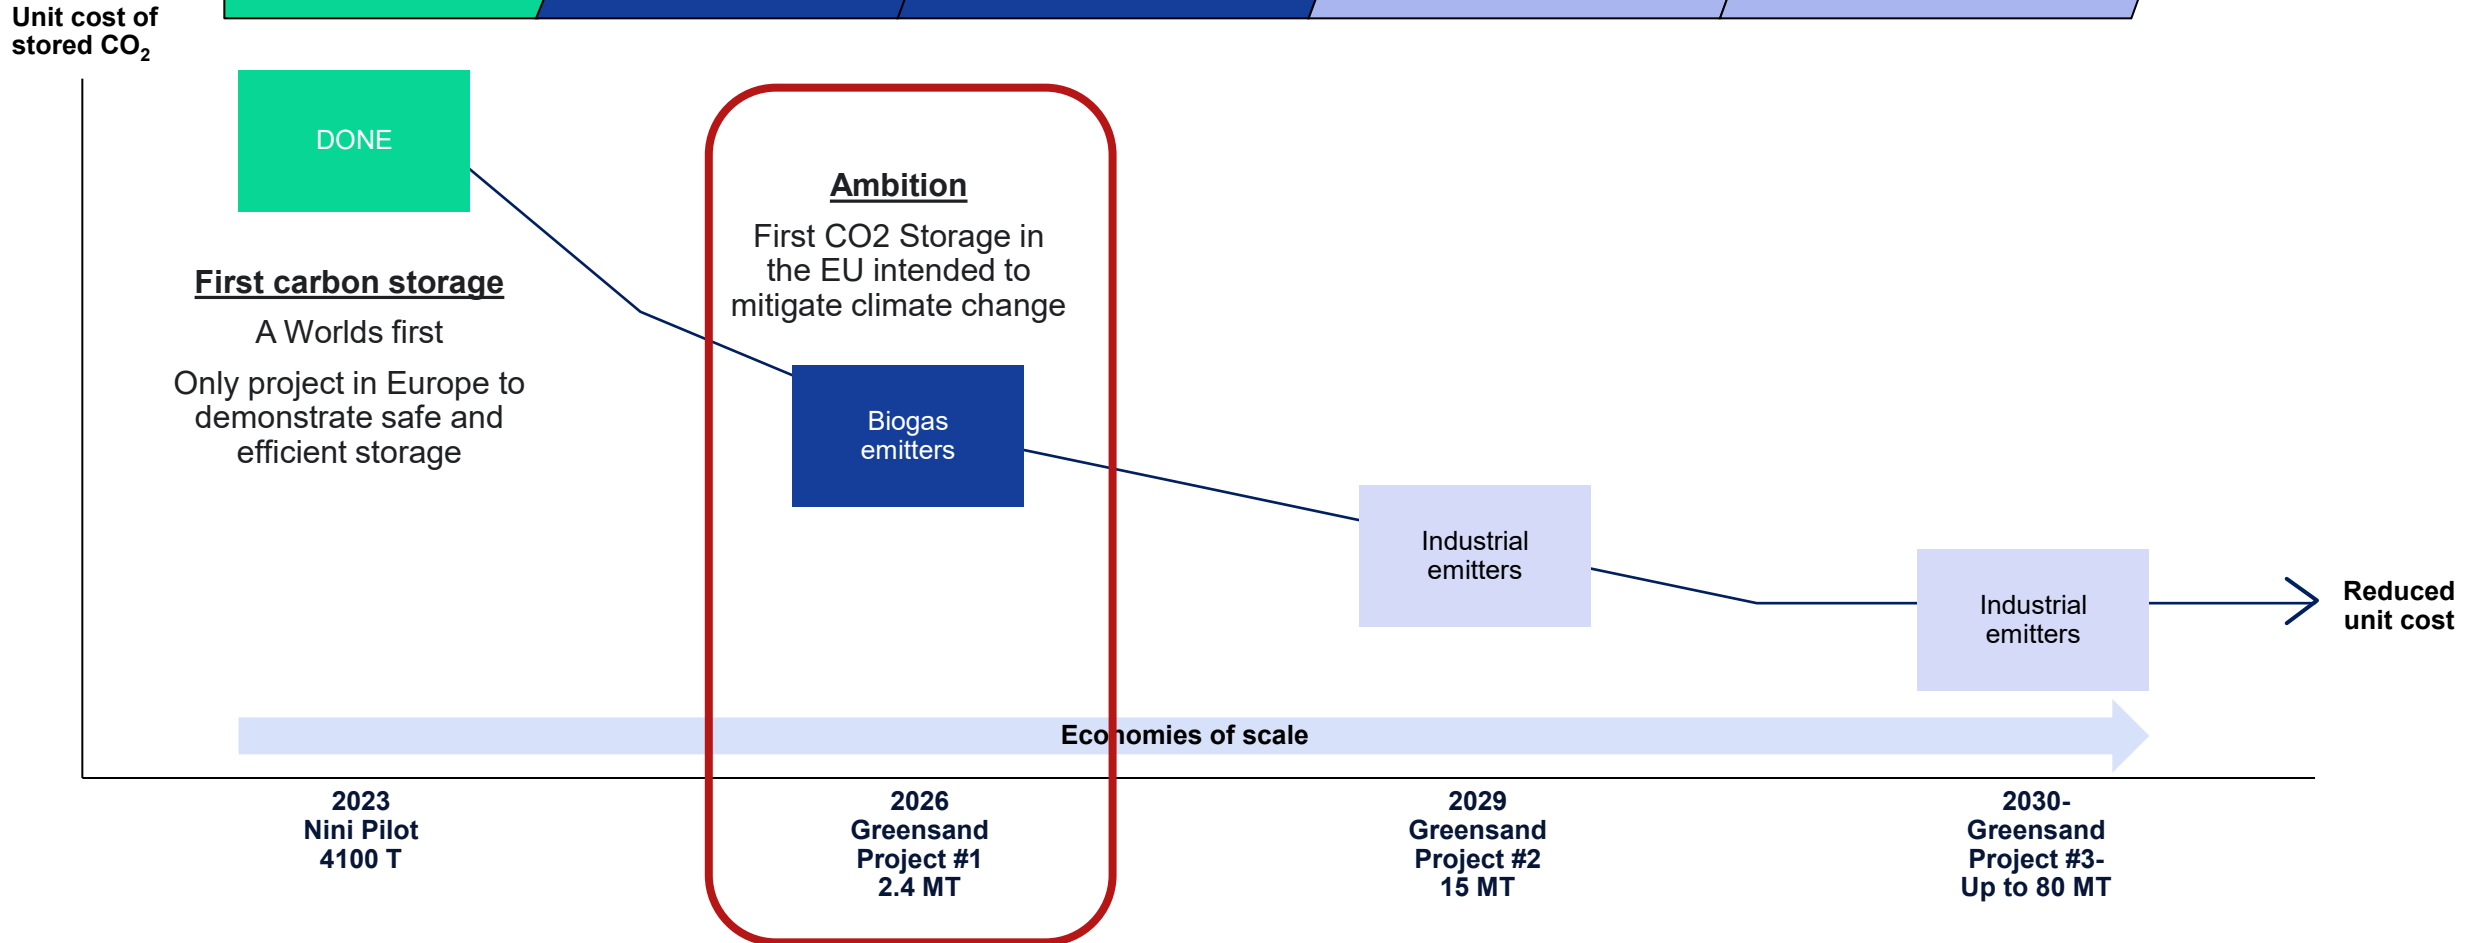 Unit cost of
stored CO₂
DONE
First carbon storage
A Worlds first
Only project in Europe to
demonstrate safe and
efficient storage
Ambition
First CO2 Storage in
the EU intended to
mitigate climate change
Biogas
emitters
Industrial
emitters
Industrial
emitters
Reduced
unit cost
Economies of scale
2023
Nini Pilot
4100 T
2026
Greensand
Project #1
2.4 MT
2029
Greensand
Project #2
15 MT
2030-
Greensand
Project #3-
Up to 80 MT